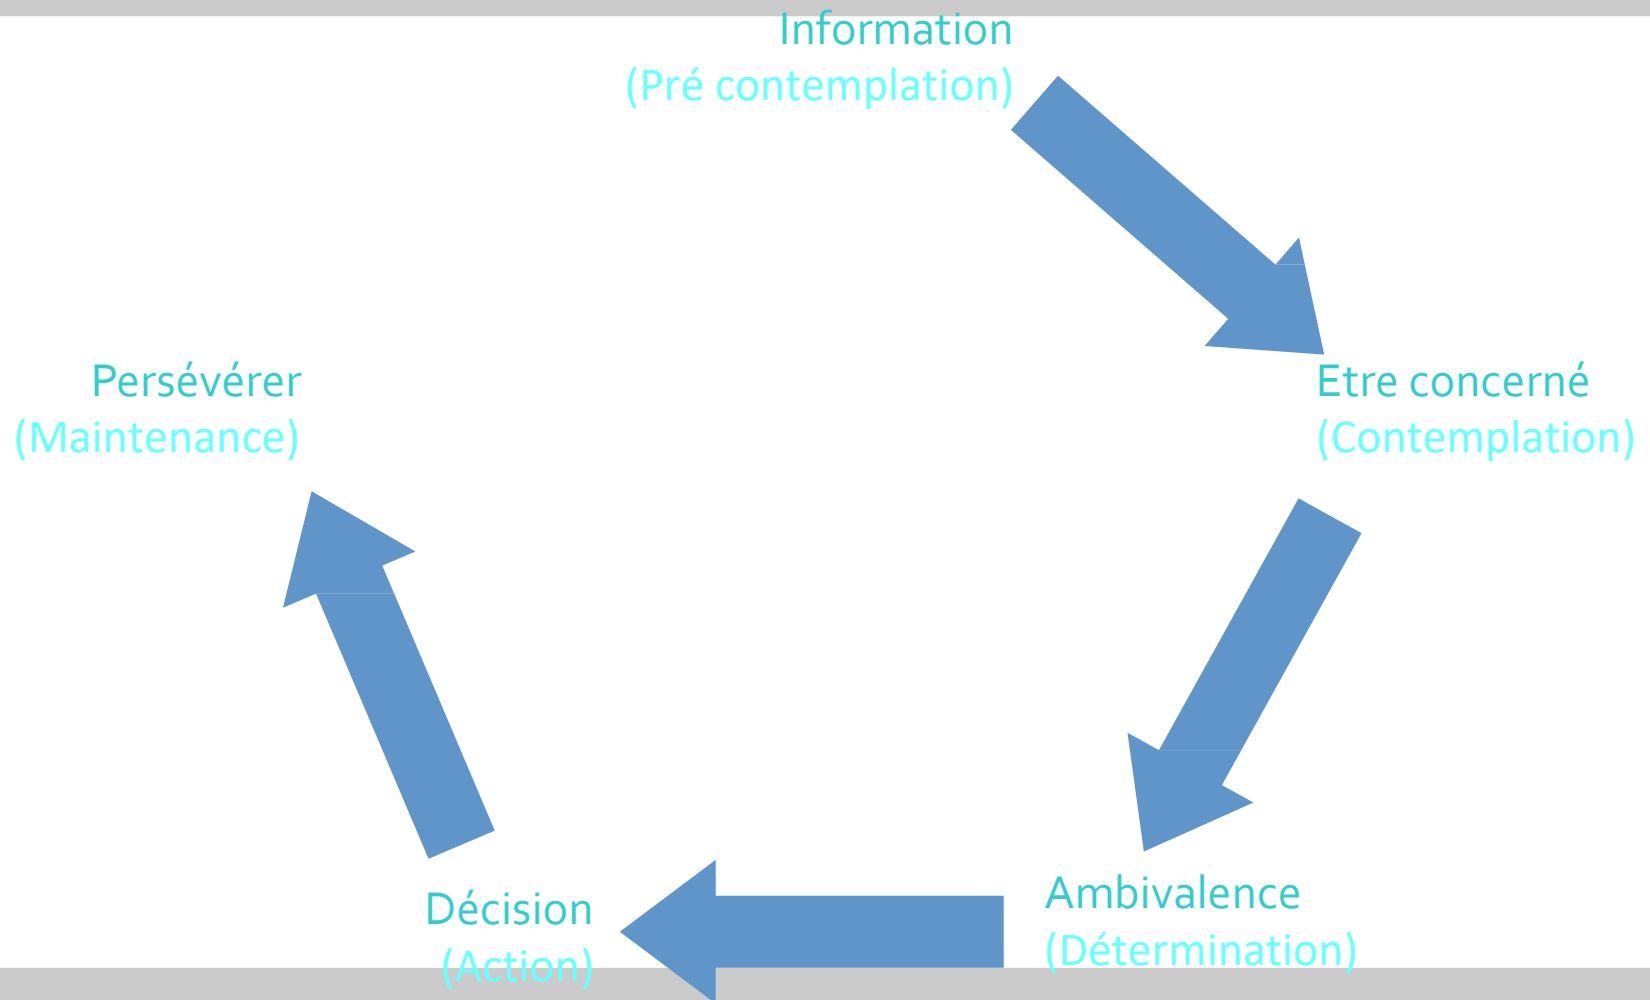 Information
(Pré contemplation)
Etre concerné
(Contemplation)
Ambivalence
(Détermination)
Décision
(Action)
Persévérer
(Maintenance)